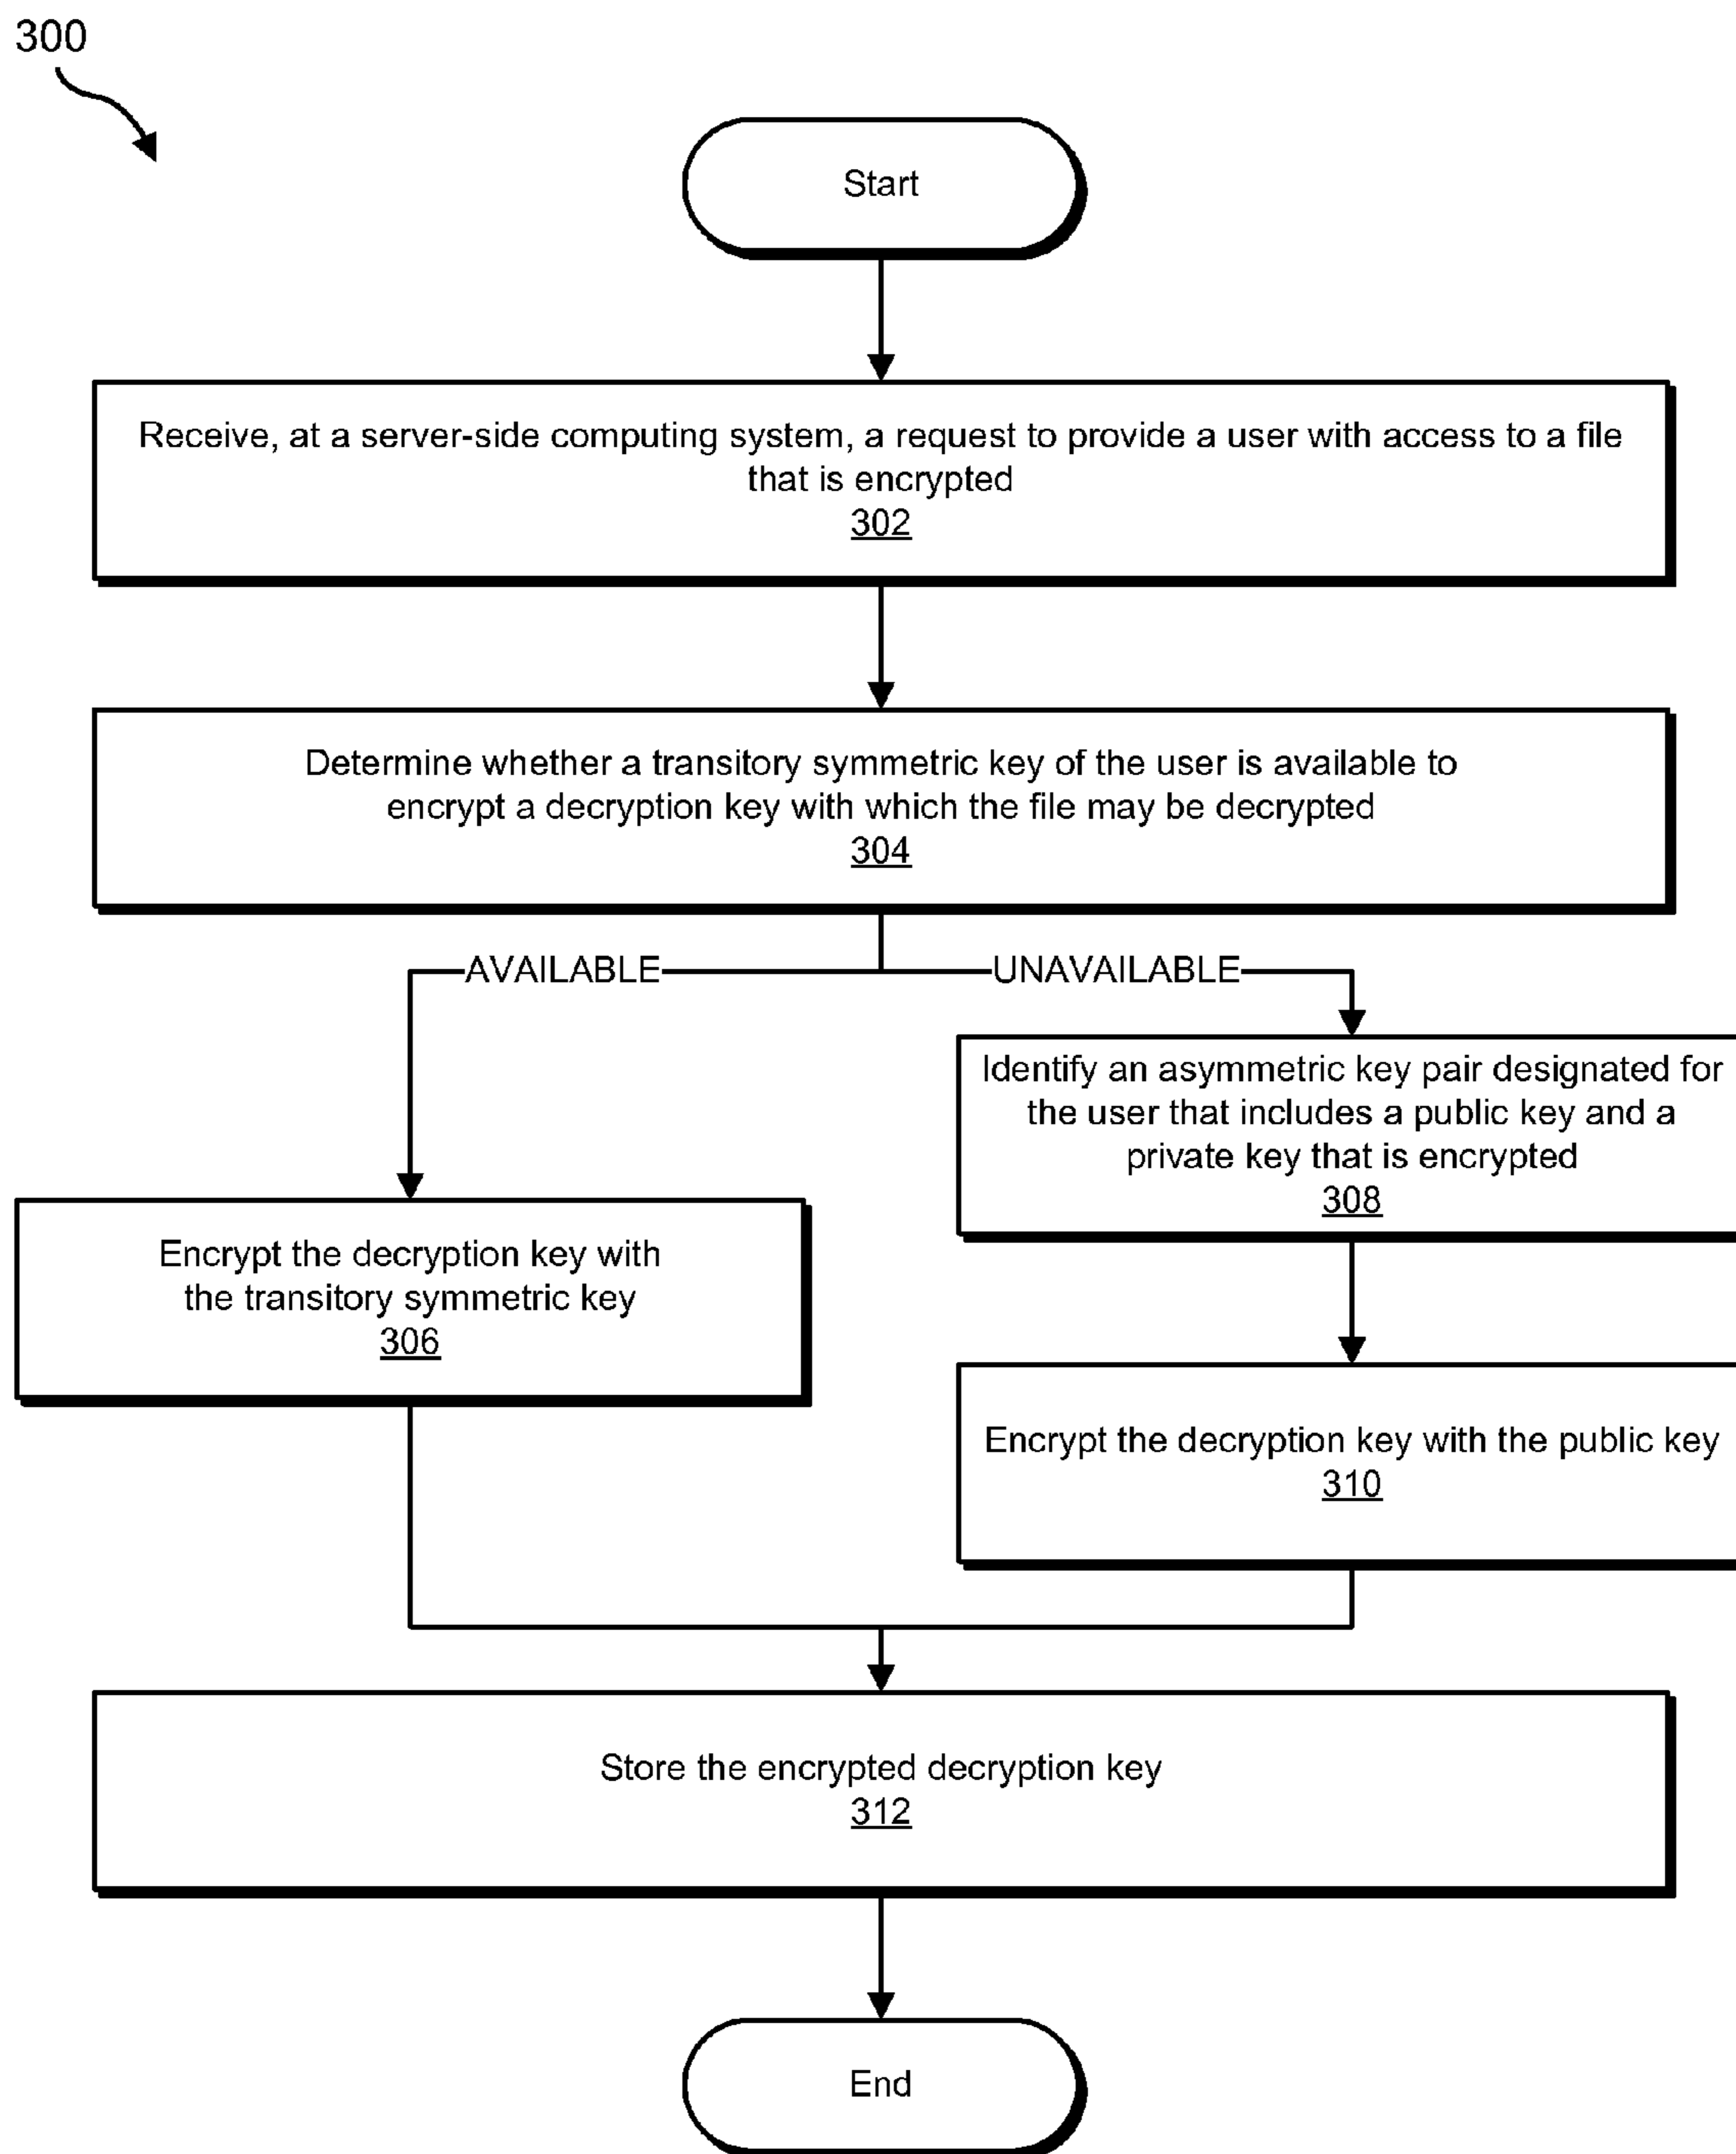 300
Start
Receive, at a server-side computing system, a request to provide a user with access to a file
that is encrypted
302
Determine whether a transitory symmetric key of the user is available to
encrypt a decryption key with which the file may be decrypted
304
AVAILABLE
UNAVAILABLE
Identify an asymmetric key pair designated for
the user that includes a public key and a
private key that is encrypted
308
Encrypt the decryption key with
the transitory symmetric key
306
Encrypt the decryption key with the public key
310
Store the encrypted decryption key
312
End